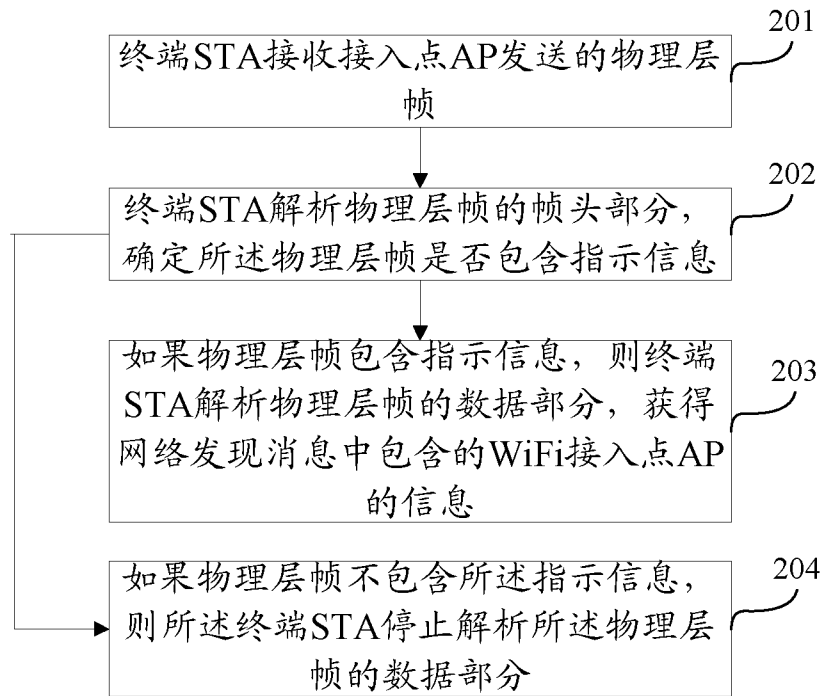 201
终端STA接收接入点AP发送的物理层
帧
202
终端STA解析物理层帧的帧头部分，
确定所述物理层帧是否包含指示信息
203
如果物理层帧包含指示信息，则终端
STA解析物理层帧的数据部分，获得
网络发现消息中包含的WiFi接入点AP
的信息
204
如果物理层帧不包含所述指示信息，
则所述终端STA停止解析所述物理层
帧的数据部分